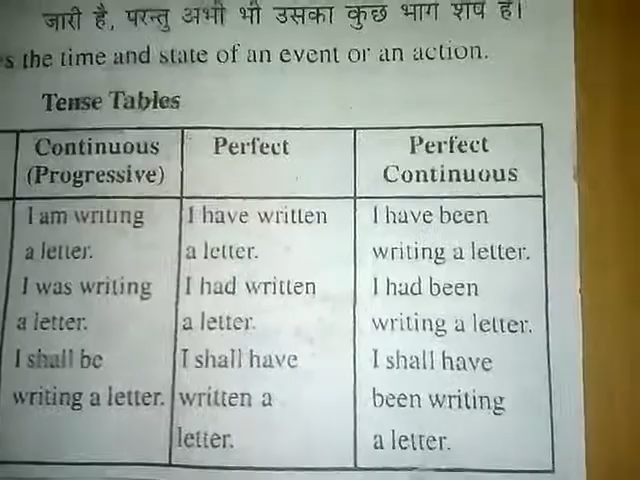 जारी है, परन्तु अभी भी उसका कुछ भाग शेष है।
s the time and state of an event or an action.
Tense Tables
Continuous Perfect Perfect
(Progressive) Continuous
I am writing I have written I have been
a letter. a letter. writing a letter.
I was writing I had written I had been
a letter. a letter. writing a letter.
I shall be I shall have I shall have
writing a letter. written a been writing
letter. a letter.